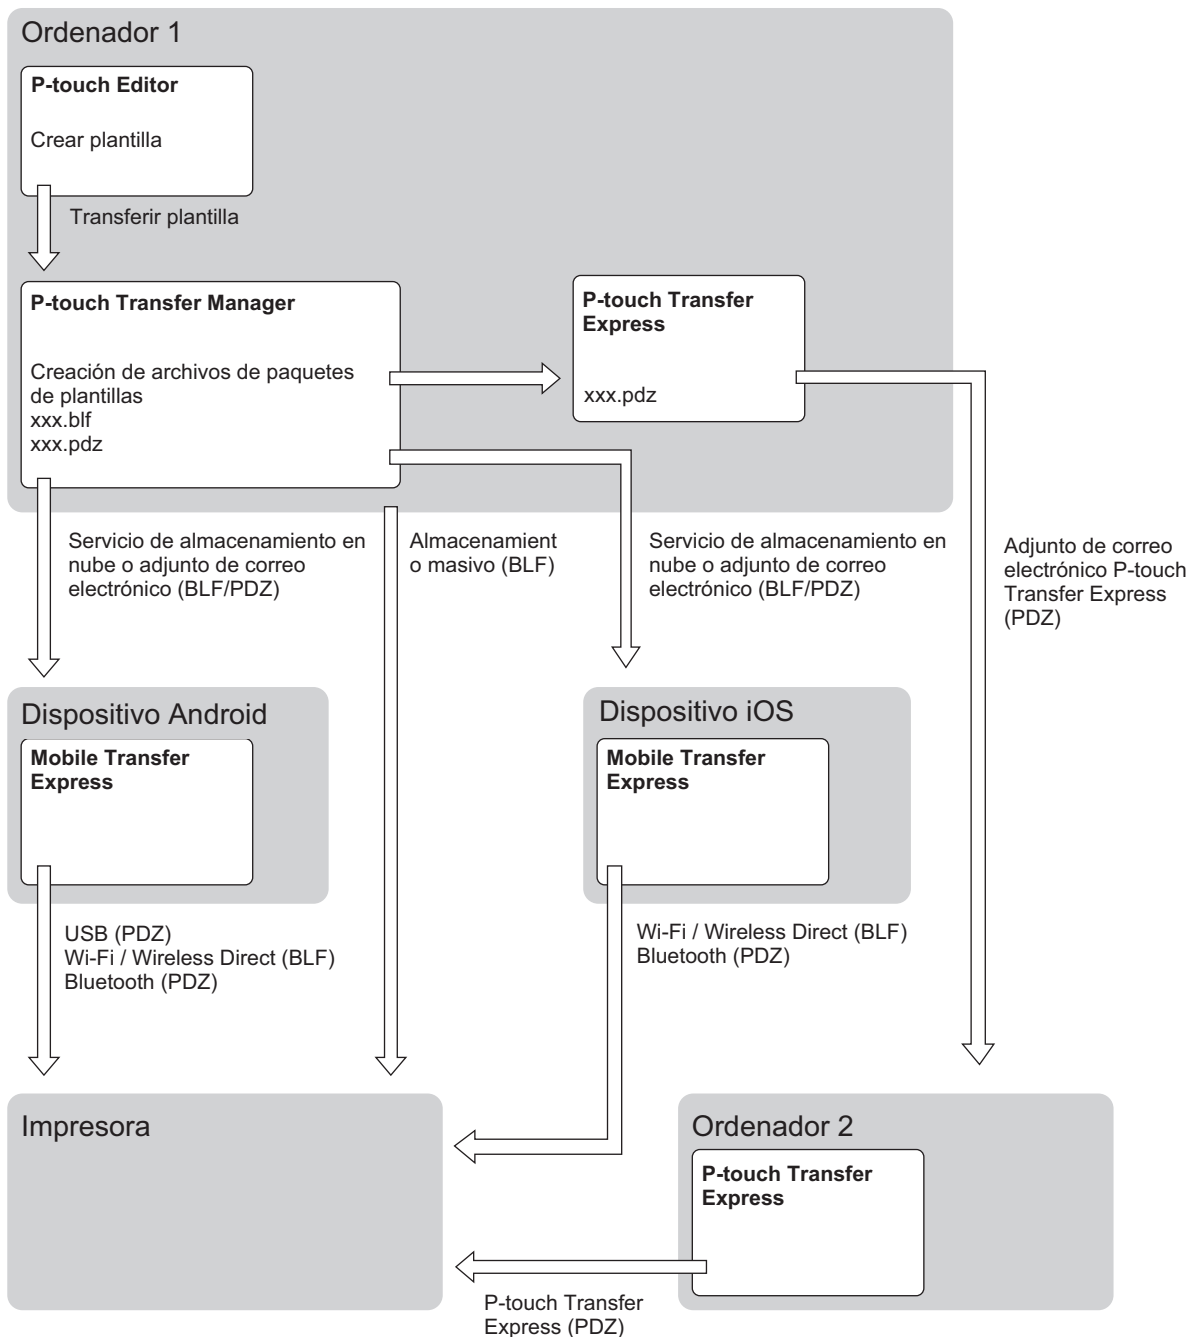 Ordenador 1
P-touch Editor
Crear plantilla
Transferir plantilla
P-touch Transfer Manager
Creación de archivos de paquetes
de plantillas
xxx.blf
xxx.pdz
P-touch Transfer
Express
xxx.pdz
Servicio de almacenamiento en
nube o adjunto de correo
electrónico (BLF/PDZ)
Almacenamient
o masivo (BLF)
Servicio de almacenamiento en
nube o adjunto de correo
electrónico (BLF/PDZ)
Adjunto de correo
electrónico P-touch
Transfer Express
(PDZ)
Dispositivo Android
Mobile Transfer
Express
Dispositivo iOS
Mobile Transfer
Express
USB (PDZ)
Wi-Fi / Wireless Direct (BLF)
Bluetooth (PDZ)
Wi-Fi / Wireless Direct (BLF)
Bluetooth (PDZ)
Impresora
Ordenador 2
P-touch Transfer
Express
P-touch Transfer
Express (PDZ)